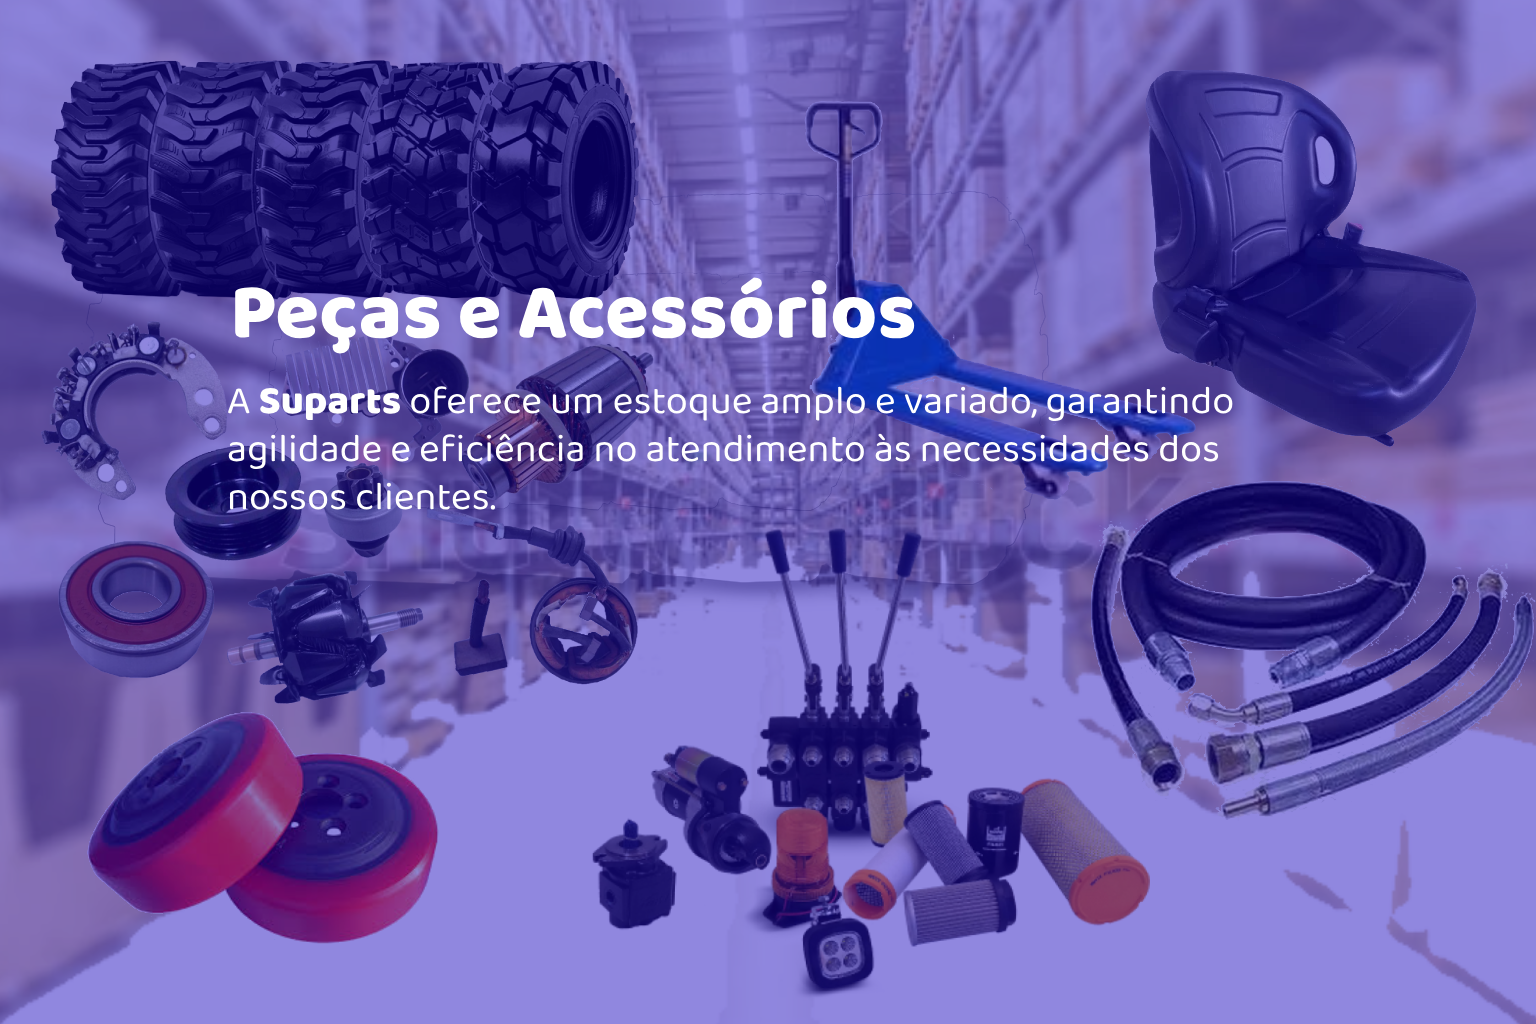 Peças e Acessórios
A Suparts oferece um estoque amplo e variado, garantindo
agilidade e eficiência no atendimento às necessidades dos
nossos clientes.